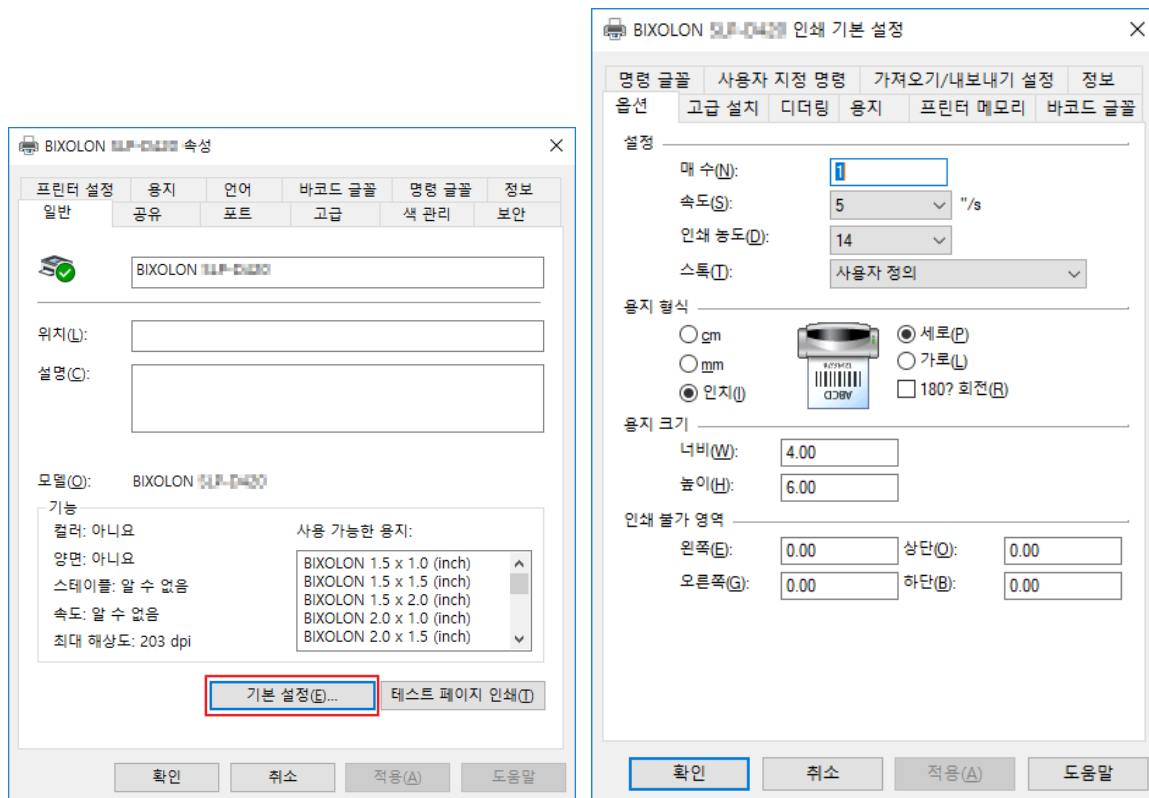 BIXOLON 속성
프린터 설정 용지 언어 바코드 글꼴 명령 글꼴 정보
일반 공유 포트 고급 색 관리 보안
BIXOLON
위치(L):
설명(C):
모델(O): BIXOLON
기능
컬러: 아니요
양면: 아니요
스테이플: 알 수 없음
속도: 알 수 없음
최대 해상도: 203 dpi
사용 가능한 용지:
BIXOLON 1.5 x 1.0 (inch)
BIXOLON 1.5 x 1.5 (inch)
BIXOLON 1.5 x 2.0 (inch)
BIXOLON 2.0 x 1.0 (inch)
BIXOLON 2.0 x 1.5 (inch)
기본 설정(E)... 테스트 페이지 인쇄(T)
확인 취소 적용(A) 도움말
BIXOLON 인쇄 기본 설정
명령 글꼴 사용자 지정 명령 가져오기/내보내기 설정 정보
옵션 고급 설치 디더링 용지 프린터 메모리 바코드 글꼴
설정
매 수(N): 1
속도(S): 5 "/s
인쇄 농도(D): 14
스톡(T): 사용자 정의
용지 형식
cm
mm
인치(I)
ABCD
세로(P)
가로(L)
180? 회전(R)
용지 크기
너비(W): 4.00
높이(H): 6.00
인쇄 불가 영역
왼쪽(E): 0.00 상단(O): 0.00
오른쪽(G): 0.00 하단(B): 0.00
확인 취소 적용(A) 도움말